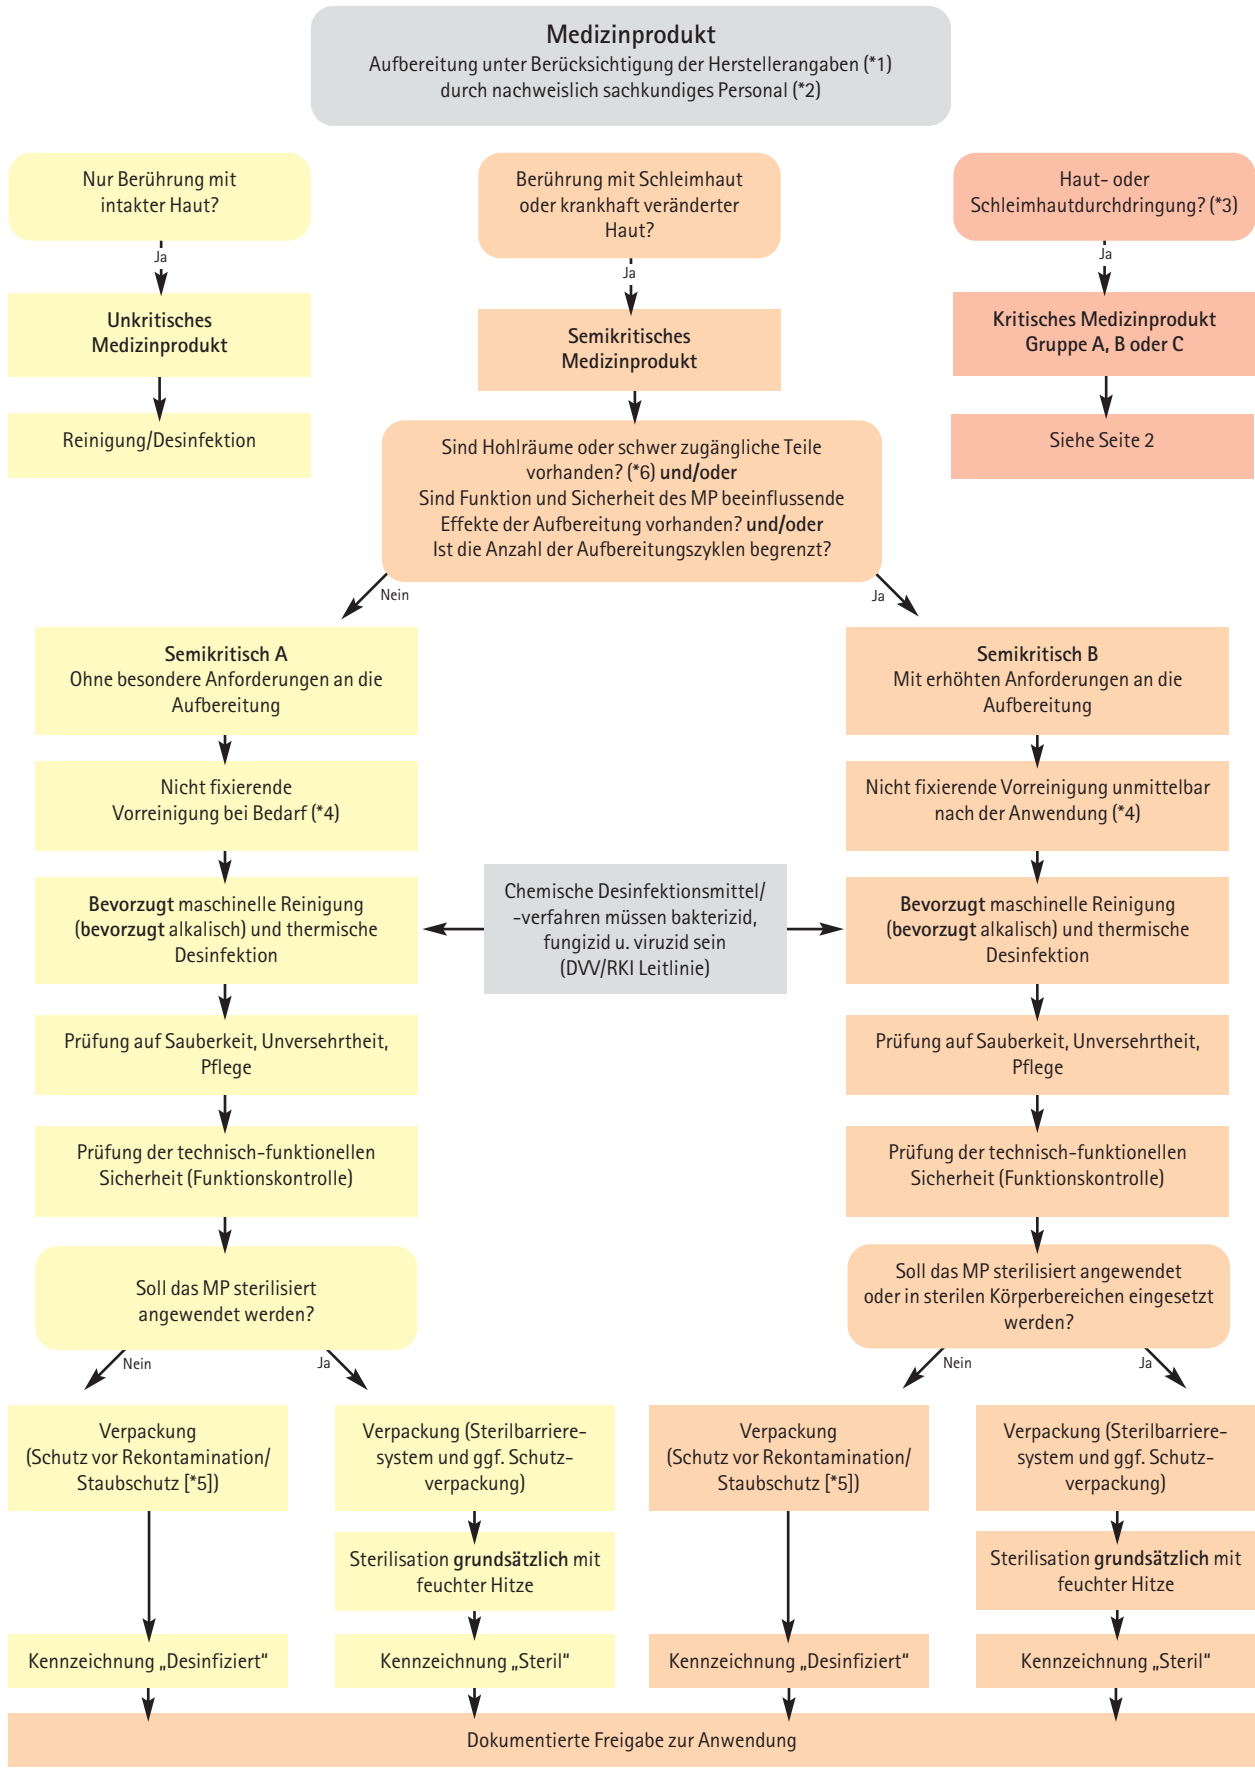 Medizinprodukt
Aufbereitung unter Berücksichtigung der Herstellerangaben (*1)
durch nachweislich sachkundiges Personal (*2)
Nur Berührung mit
intakter Haut?
Ja
Unkritisches
Medizinprodukt
Reinigung/Desinfektion
Berührung mit Schleimhaut
oder krankhaft veränderter
Haut?
Ja
Semikritisches
Medizinprodukt
Haut- oder
Schleimhautdurchdringung? (*3)
Ja
Kritisches Medizinprodukt
Gruppe A, B oder C
Siehe Seite 2
Sind Hohlräume oder schwer zugängliche Teile
vorhanden? (*6) und/oder
Sind Funktion und Sicherheit des MP beeinflussende
Effekte der Aufbereitung vorhanden? und/oder
Ist die Anzahl der Aufbereitungszyklen begrenzt?
Nein
Ja
Semikritisch A
Ohne besondere Anforderungen an die
Aufbereitung
Nicht fixierende
Vorreinigung bei Bedarf (*4)
Bevorzugt maschinelle Reinigung
(bevorzugt alkalisch) und thermische
Desinfektion
Prüfung auf Sauberkeit, Unversehrtheit,
Pflege
Prüfung der technisch-funktionellen
Sicherheit (Funktionskontrolle)
Soll das MP sterilisiert
angewendet werden?
Nein
Ja
Chemische Desinfektionsmittel/
-verfahren müssen bakterizid,
fungizid u. viruzid sein
(DVV/RKI Leitlinie)
Semikritisch B
Mit erhöhten Anforderungen an die
Aufbereitung
Nicht fixierende Vorreinigung unmittelbar
nach der Anwendung (*4)
Bevorzugt maschinelle Reinigung
(bevorzugt alkalisch) und thermische
Desinfektion
Prüfung auf Sauberkeit, Unversehrtheit,
Pflege
Prüfung der technisch-funktionellen
Sicherheit (Funktionskontrolle)
Soll das MP sterilisiert angewendet
oder in sterilen Körperbereichen eingesetzt
werden?
Nein
Ja
Verpackung
(Schutz vor Rekontamination/
Staubschutz [*5])
Kennzeichnung „Desinfiziert“
Verpackung (Sterilbarriere-
system und ggf. Schutz-
verpackung)
Sterilisation grundsätzlich mit
feuchter Hitze
Kennzeichnung „Steril“
Verpackung
(Schutz vor Rekontamination/
Staubschutz [*5])
Kennzeichnung „Desinfiziert“
Verpackung (Sterilbarriere-
system und ggf. Schutz-
verpackung)
Sterilisation grundsätzlich mit
feuchter Hitze
Kennzeichnung „Steril“
Dokumentierte Freigabe zur Anwendung